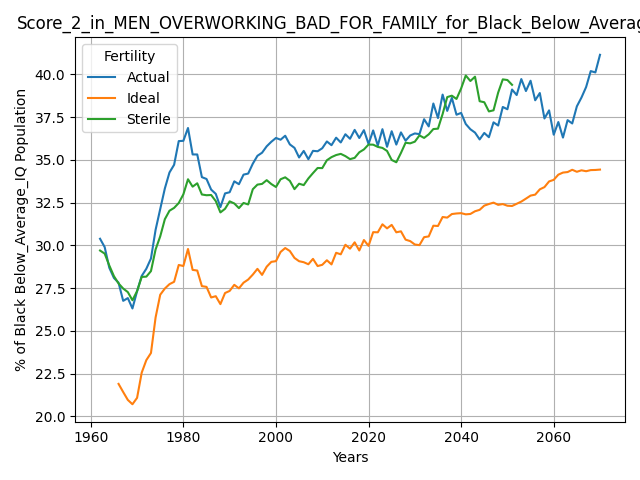 Score_2_in_MEN_OVERWORKING_BAD_FOR_FAMILY_for_Black_Below_Average
Fertility
Actual
Ideal
Sterile
% of Black Below_Average_IQ Population
40.0
37.5
35.0
32.5
30.0
27.5
25.0
22.5
20.0
1960
1980
2000
2020
2040
2060
Years